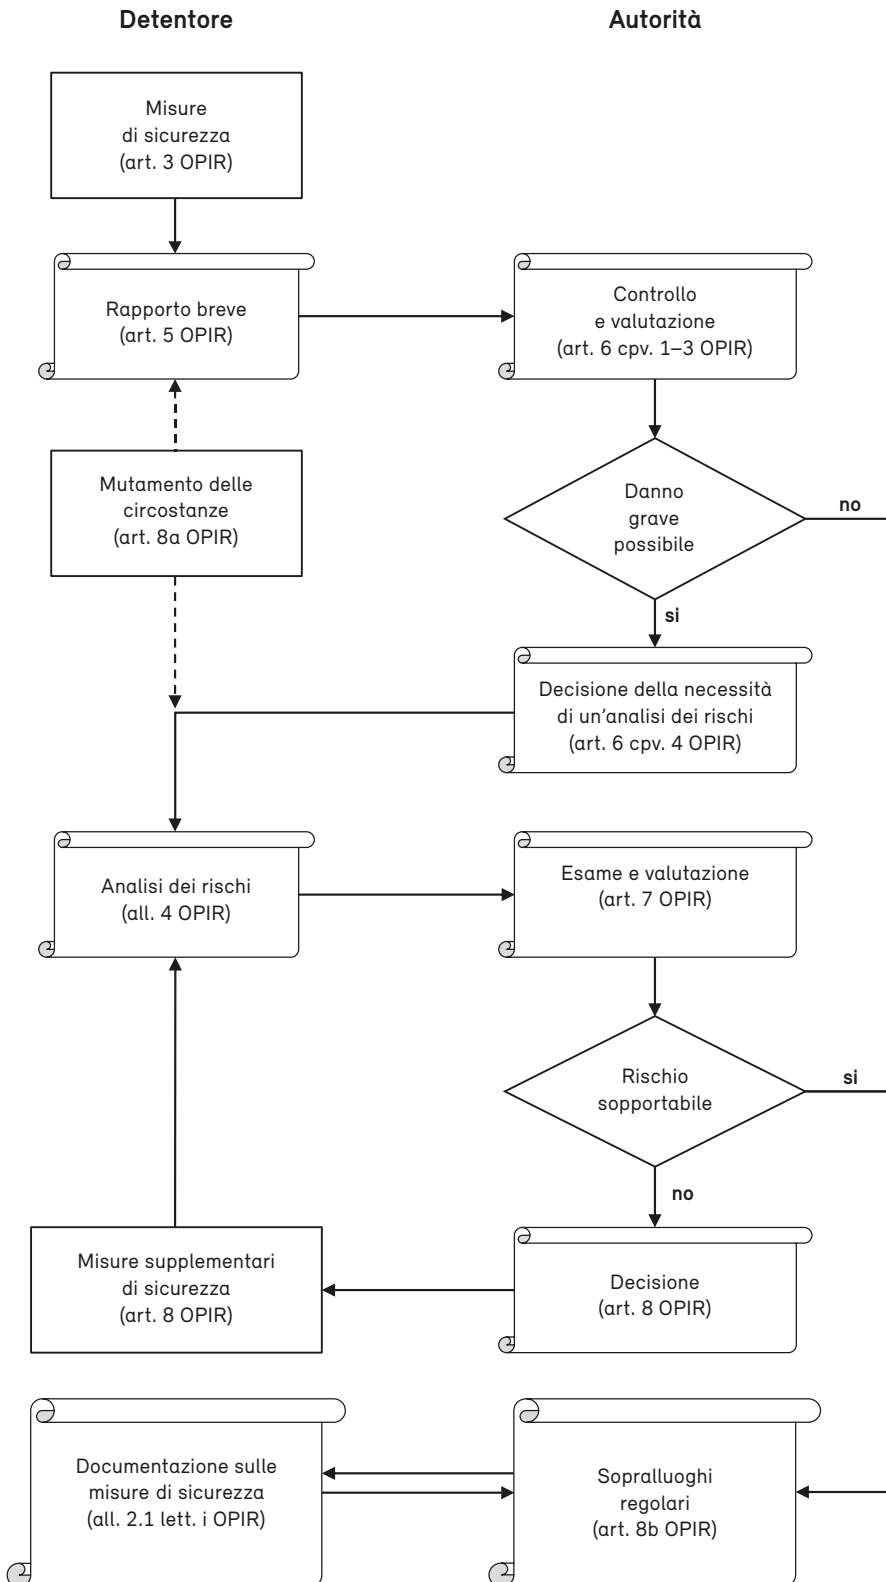 Detentore
Autorità
Misure
di sicurezza
(art. 3 OPIR)
Rapporto breve
(art. 5 OPIR)
Controllo
e valutazione
(art. 6 cpv. 1–3 OPIR)
Mutamento delle
circostanze
(art. 8a OPIR)
Danno
grave
possibile
no
si
Decisione della necessità
di un’analisi dei rischi
(art. 6 cpv. 4 OPIR)
Analisi dei rischi
(all. 4 OPIR)
Esame e valutazione
(art. 7 OPIR)
Rischio
sopportabile
si
no
Misure supplementari
di sicurezza
(art. 8 OPIR)
Decisione
(art. 8 OPIR)
Documentazione sulle
misure di sicurezza
(all. 2.1 lett. i OPIR)
Sopralluoghi
regolari
(art. 8b OPIR)